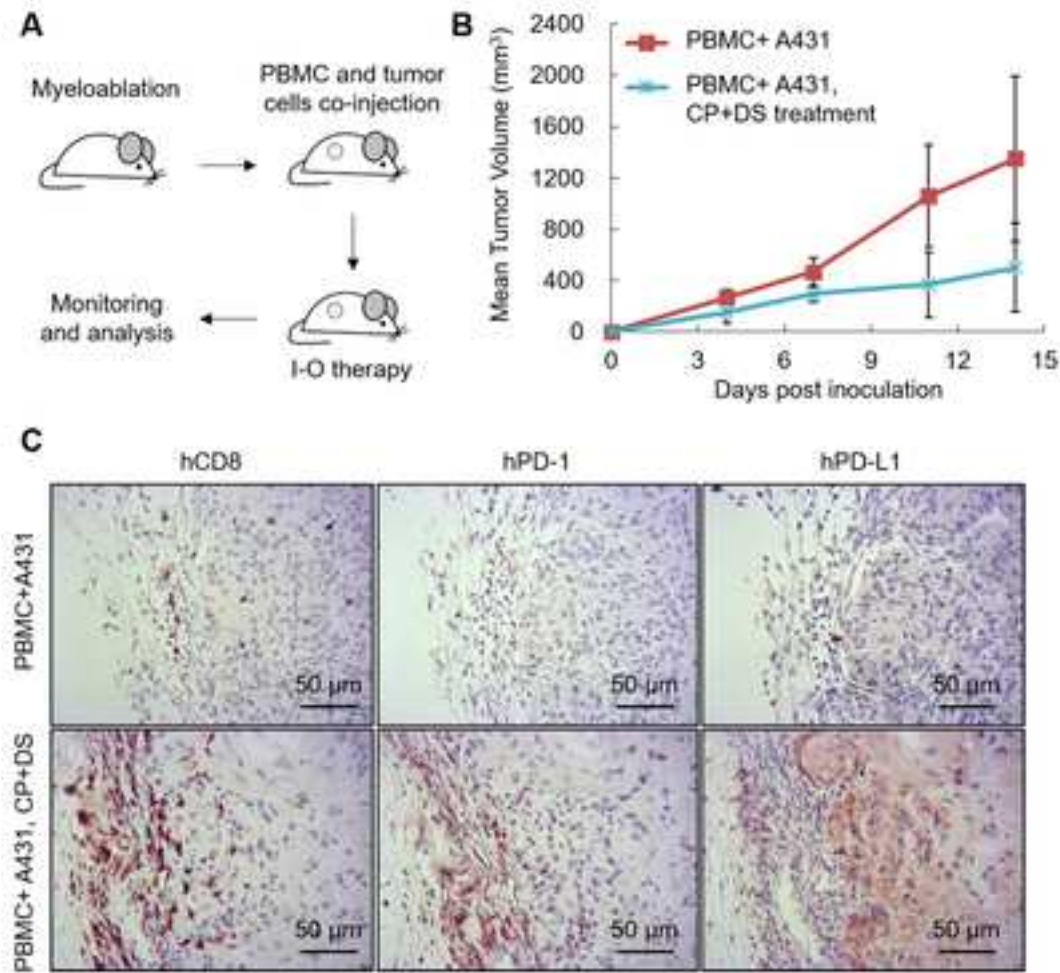 A
Myeloablation
PBMC and tumor
cells co-injection
Monitoring
and analysis
I-O therapy
B
Mean Tumor Volume (mm³)
2400
2000
1600
1200
800
400
0
PBMC+ A431
PBMC+ A431,
CP+DS treatment
0 3 6 9 12 15
Days post inoculation
C
hCD8 hPD-1 hPD-L1
PBMC+A431
50 µm 50 µm 50 µm
PBMC+ A431, CP+DS
50 µm 50 µm 50 µm